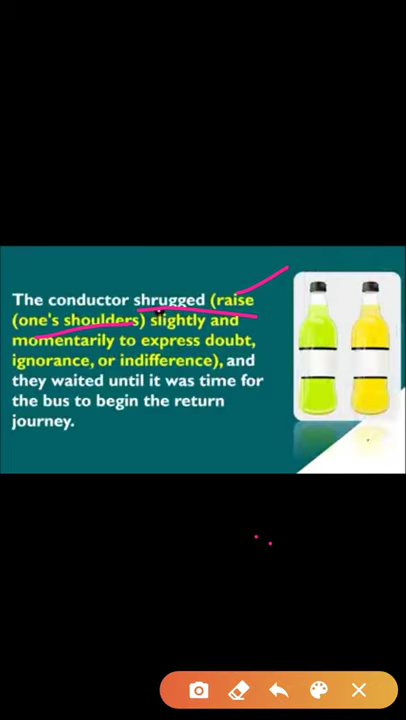 The conductor shrugged (raise
(one's shoulders) slightly and
momentarily to express doubt,
ignorance, or indifference), and
they waited until it was time for
the bus to begin the return
journey.